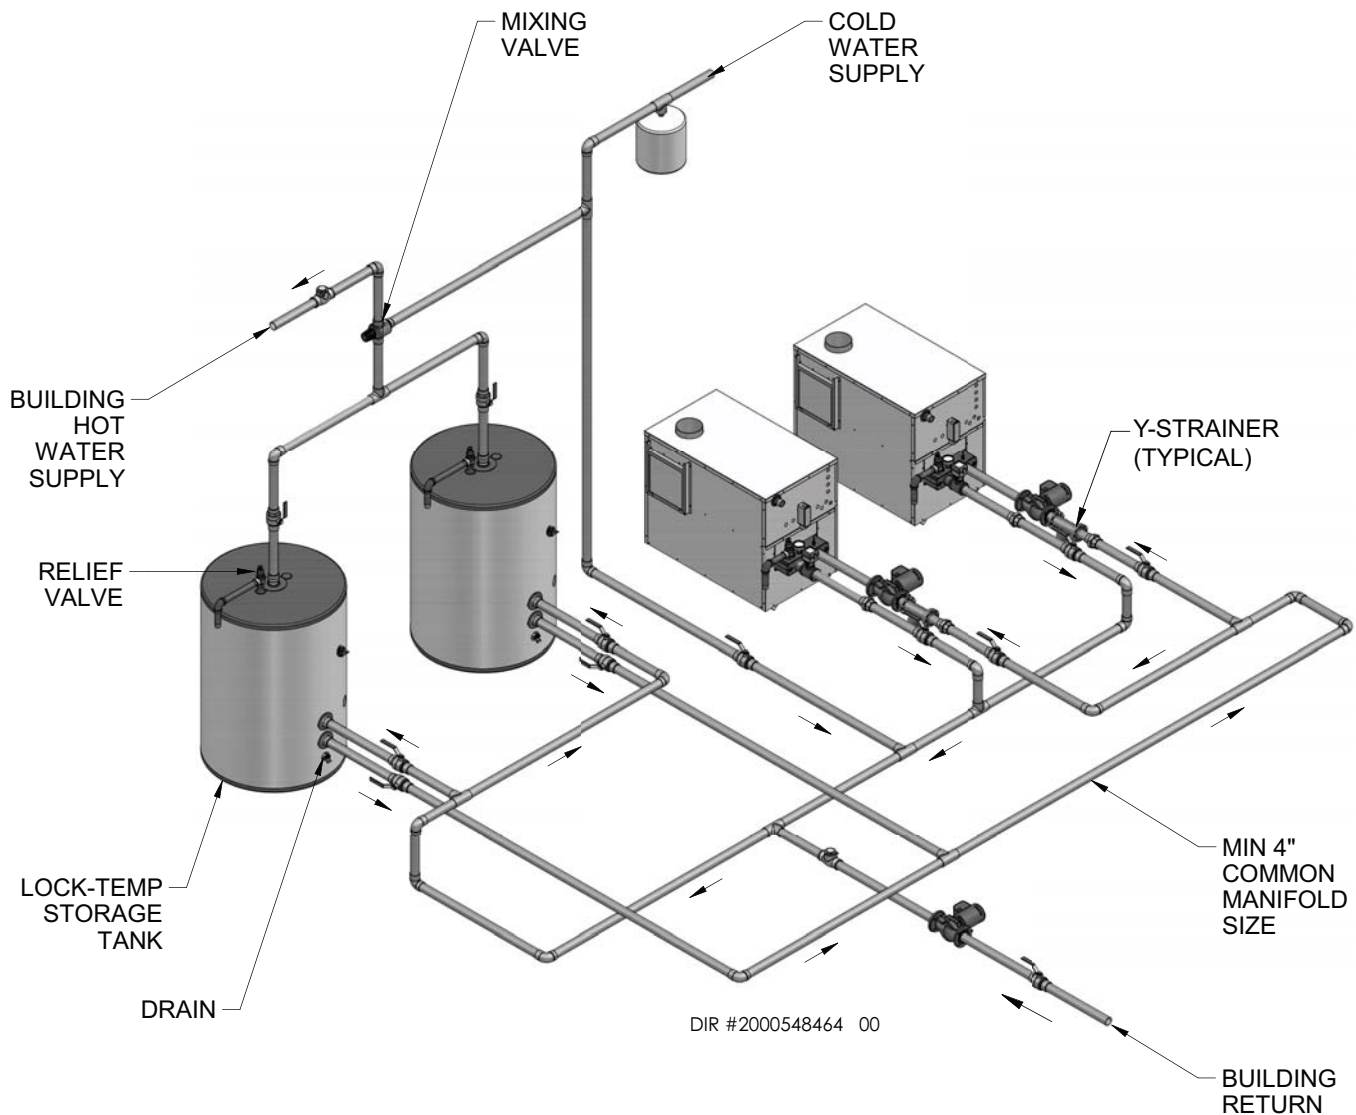 MIXING
VALVE
COLD
WATER
SUPPLY
BUILDING
HOT
WATER
SUPPLY
Y-STRAINER
(TYPICAL)
RELIEF
VALVE
LOCK-TEMP
STORAGE
TANK
MIN 4"
COMMON
MANIFOLD
SIZE
DRAIN
DIR #2000548464 00
BUILDING
RETURN